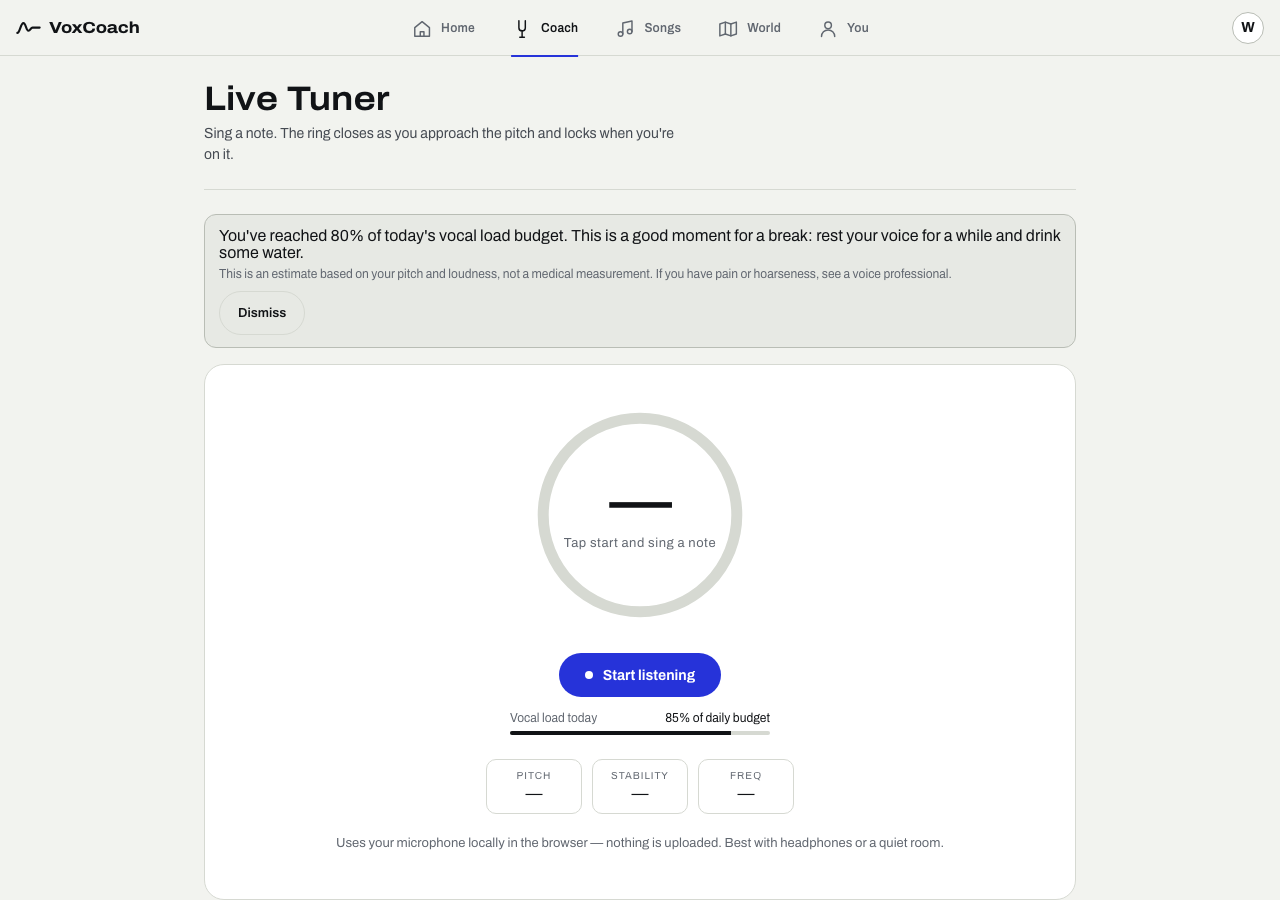 VoxCoach
Home
Coach
Songs
World
You
W
Live Tuner
Sing a note. The ring closes as you approach the pitch and locks when you're
on it.
You've reached 80% of today's vocal load budget. This is a good moment for a break: rest your voice for a while and drink
some water.
This is an estimate based on your pitch and loudness, not a medical measurement. If you have pain or hoarseness, see a voice professional.
Dismiss
—
Tap start and sing a note
Start listening
Vocal load today 85% of daily budget
PITCH STABILITY FREQ
— — —
Uses your microphone locally in the browser — nothing is uploaded. Best with headphones or a quiet room.